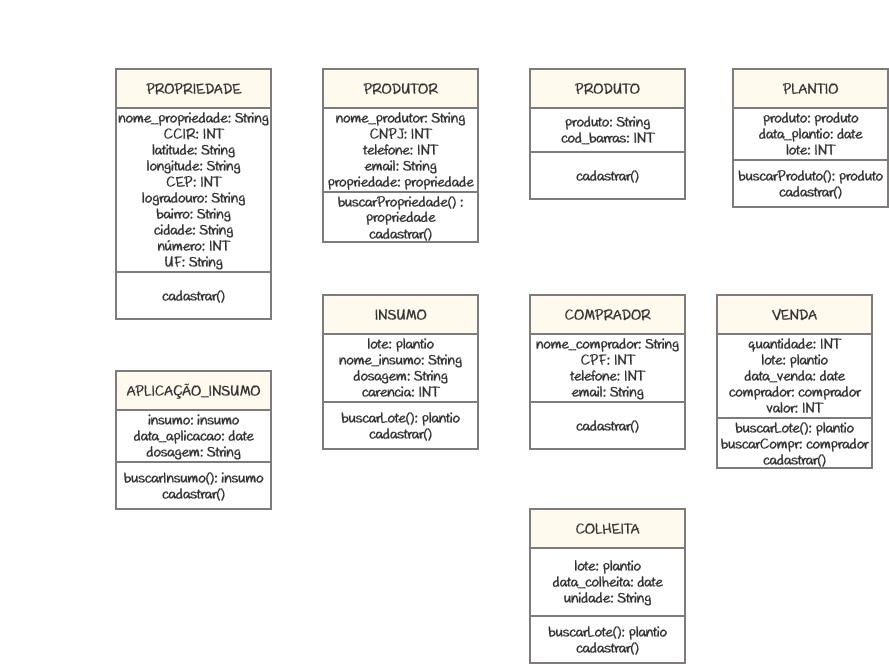 PROPRIEDADE
nome_propriedade: String
CCIR: INT
latitude: String
longitude: String
CEP: INT
logradouro: String
bairro: String
cidade: String
número: INT
UF: String
cadastrar()
PRODUTOR
nome_produtor: String
CNPJ: INT
telefone: INT
email: String
propriedade: propriedade
buscarPropriedade() :
propriedade
cadastrar()
PRODUTO
produto: String
cod_barras: INT
cadastrar()
PLANTIO
produto: produto
data_plantio: date
lote: INT
buscarProduto(): produto
cadastrar()
INSUMO
lote: plantio
nome_insumo: String
dosagem: String
carencia: INT
buscarLote(): plantio
cadastrar()
COMPRADOR
nome_comprador: String
CPF: INT
telefone: INT
email: String
cadastrar()
VENDA
quantidade: INT
lote: plantio
data_venda: date
comprador: comprador
valor: INT
buscarLote(): plantio
buscarCompr: comprador
cadastrar()
APLICAÇÃO_INSUMO
insumo: insumo
data_aplicacao: date
dosagem: String
buscarInsumo(): insumo
cadastrar()
COLHEITA
lote: plantio
data_colheita: date
unidade: String
buscarLote(): plantio
cadastrar()